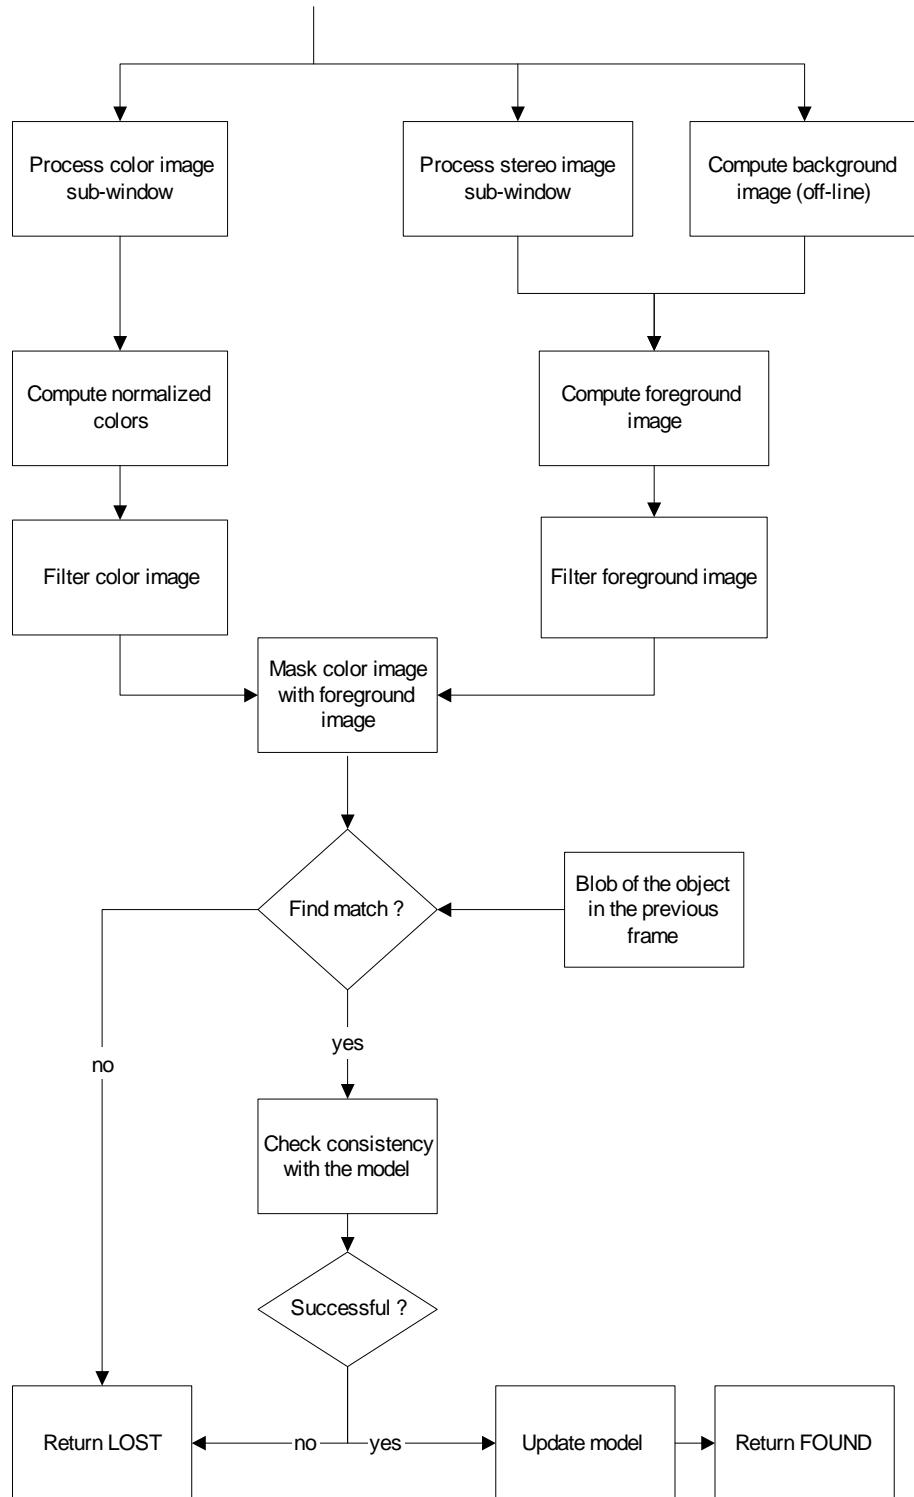 Process color image
sub-window
Process stereo image
sub-window
Compute background
image (off-line)
Compute normalized
colors
Compute foreground
image
Filter color image
Filter foreground image
Mask color image
with foreground
image
Find match ?
Blob of the object
in the previous
frame
no
yes
Check consistency
with the model
Successful ?
Return LOST
no
yes
Update model
Return FOUND